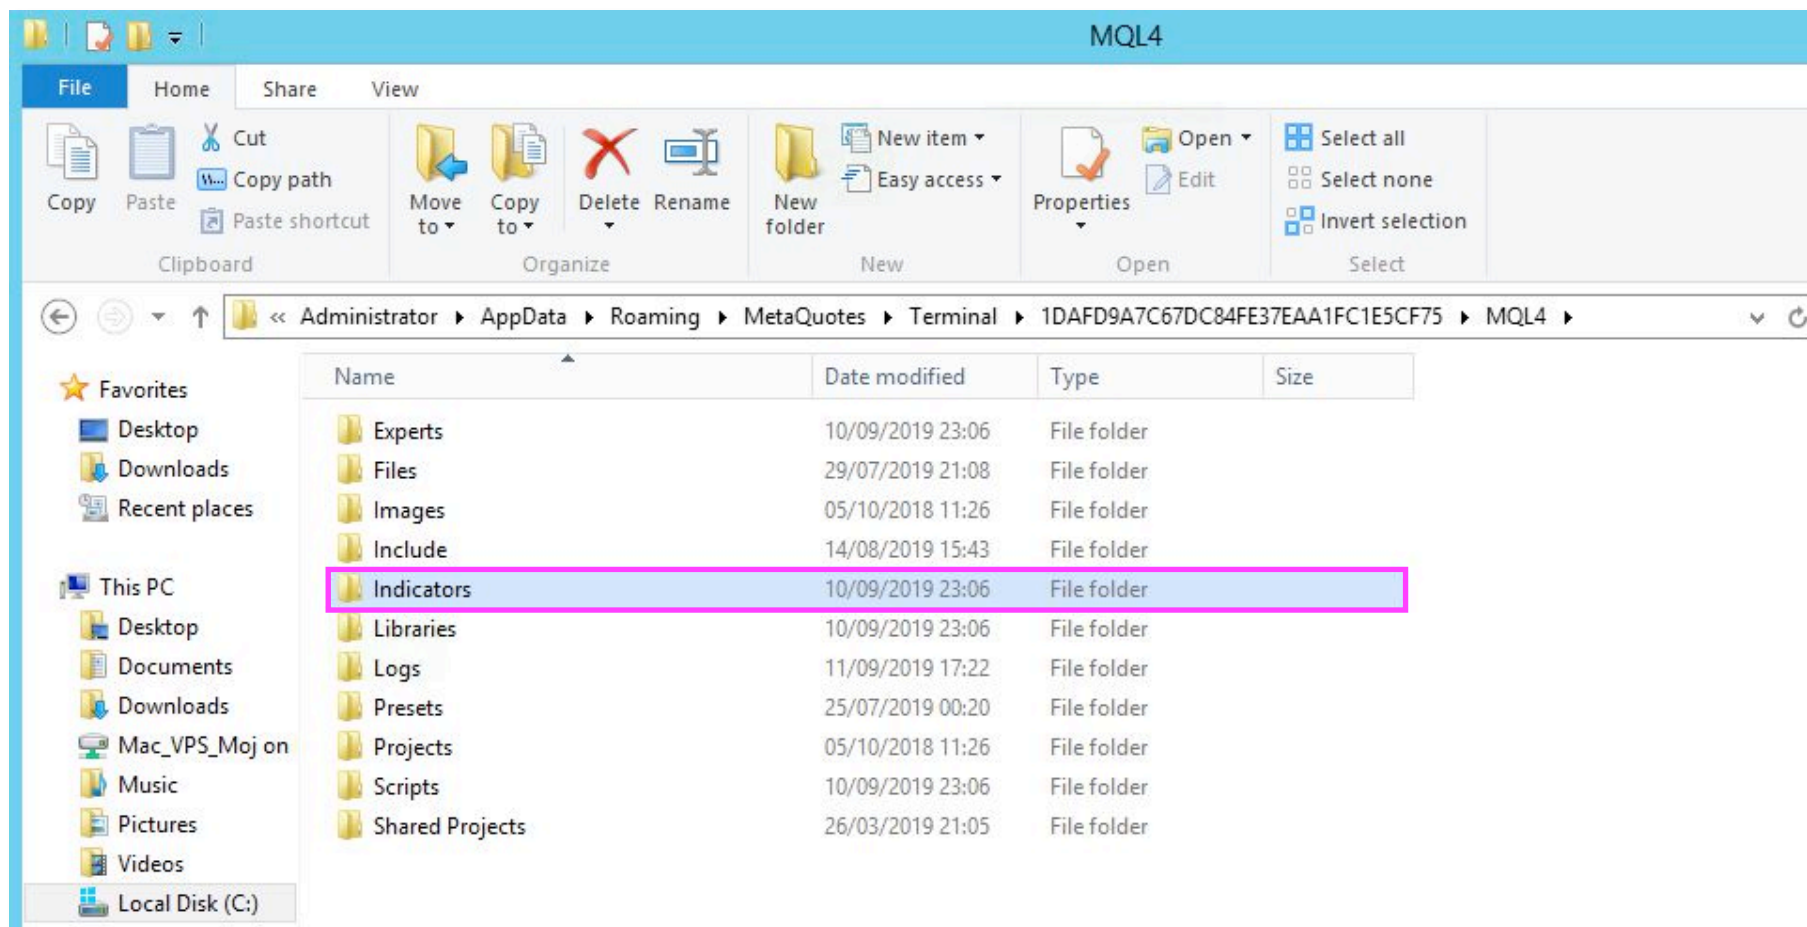 MQL4
File Home Share View
Copy
Paste
Cut
Copy path
Paste shortcut
Clipboard
Move to
Copy to
Delete
Rename
Organize
New folder
New item
Easy access
New
Properties
Open
Edit
Open
Select all
Select none
Invert selection
Select
« Administrator AppData Roaming MetaQuotes Terminal 1DAFD9A7C67DC84FE37EAA1FC1E5CF75 MQL4
Favorites
Desktop
Downloads
Recent places
This PC
Desktop
Documents
Downloads
Mac_VPS_Moj on
Music
Pictures
Videos
Local Disk (C:)
Name Date modified Type Size
Experts 10/09/2019 23:06 File folder
Files 29/07/2019 21:08 File folder
Images 05/10/2018 11:26 File folder
Include 14/08/2019 15:43 File folder
Indicators 10/09/2019 23:06 File folder
Libraries 10/09/2019 23:06 File folder
Logs 11/09/2019 17:22 File folder
Presets 25/07/2019 00:20 File folder
Projects 05/10/2018 11:26 File folder
Scripts 10/09/2019 23:06 File folder
Shared Projects 26/03/2019 21:05 File folder